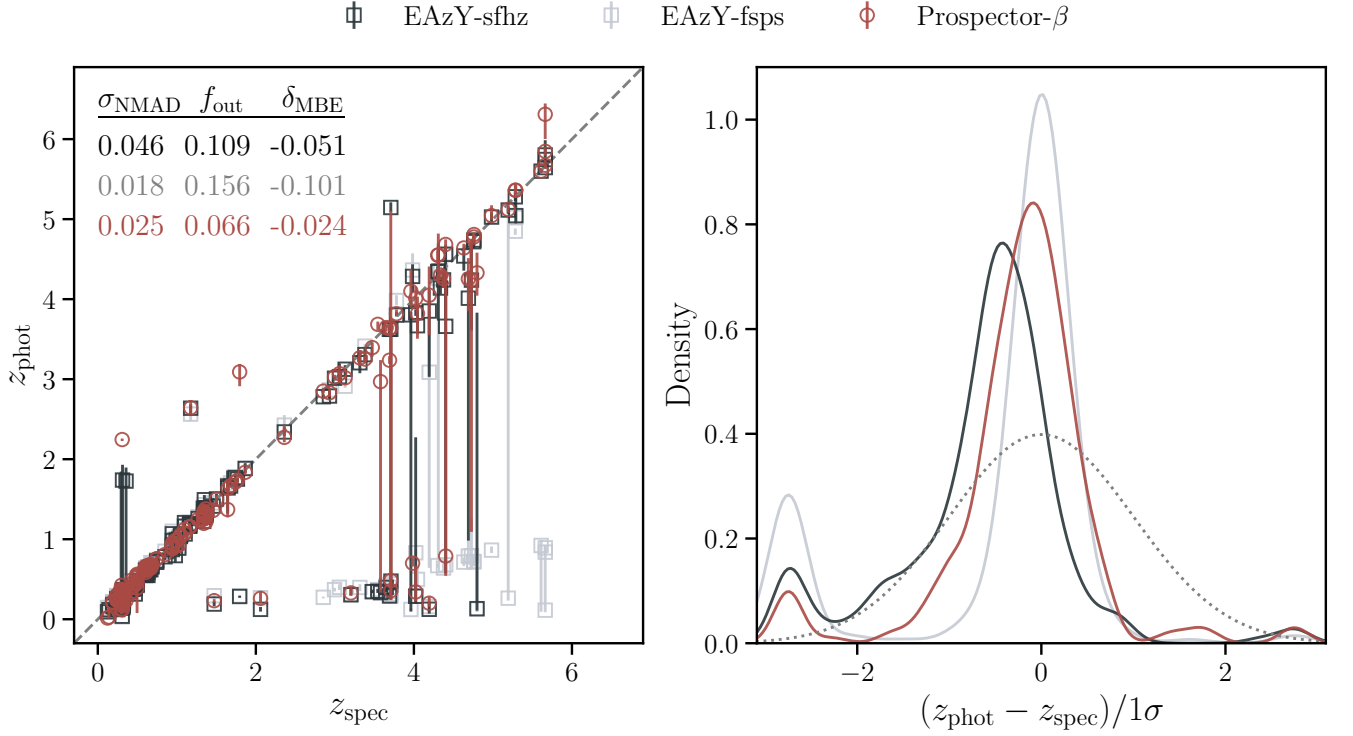 EAzY-sfhz EAzY-fsps Prospector-β
σNMAD fout δMBE
0.046 0.109 -0.051
0.018 0.156 -0.101
0.025 0.066 -0.024
zphot
6
5
4
3
2
1
0
0 2 4 6
zspec
Density
1.0
0.8
0.6
0.4
0.2
0.0
−2 0 2
(zphot − zspec)/1σ